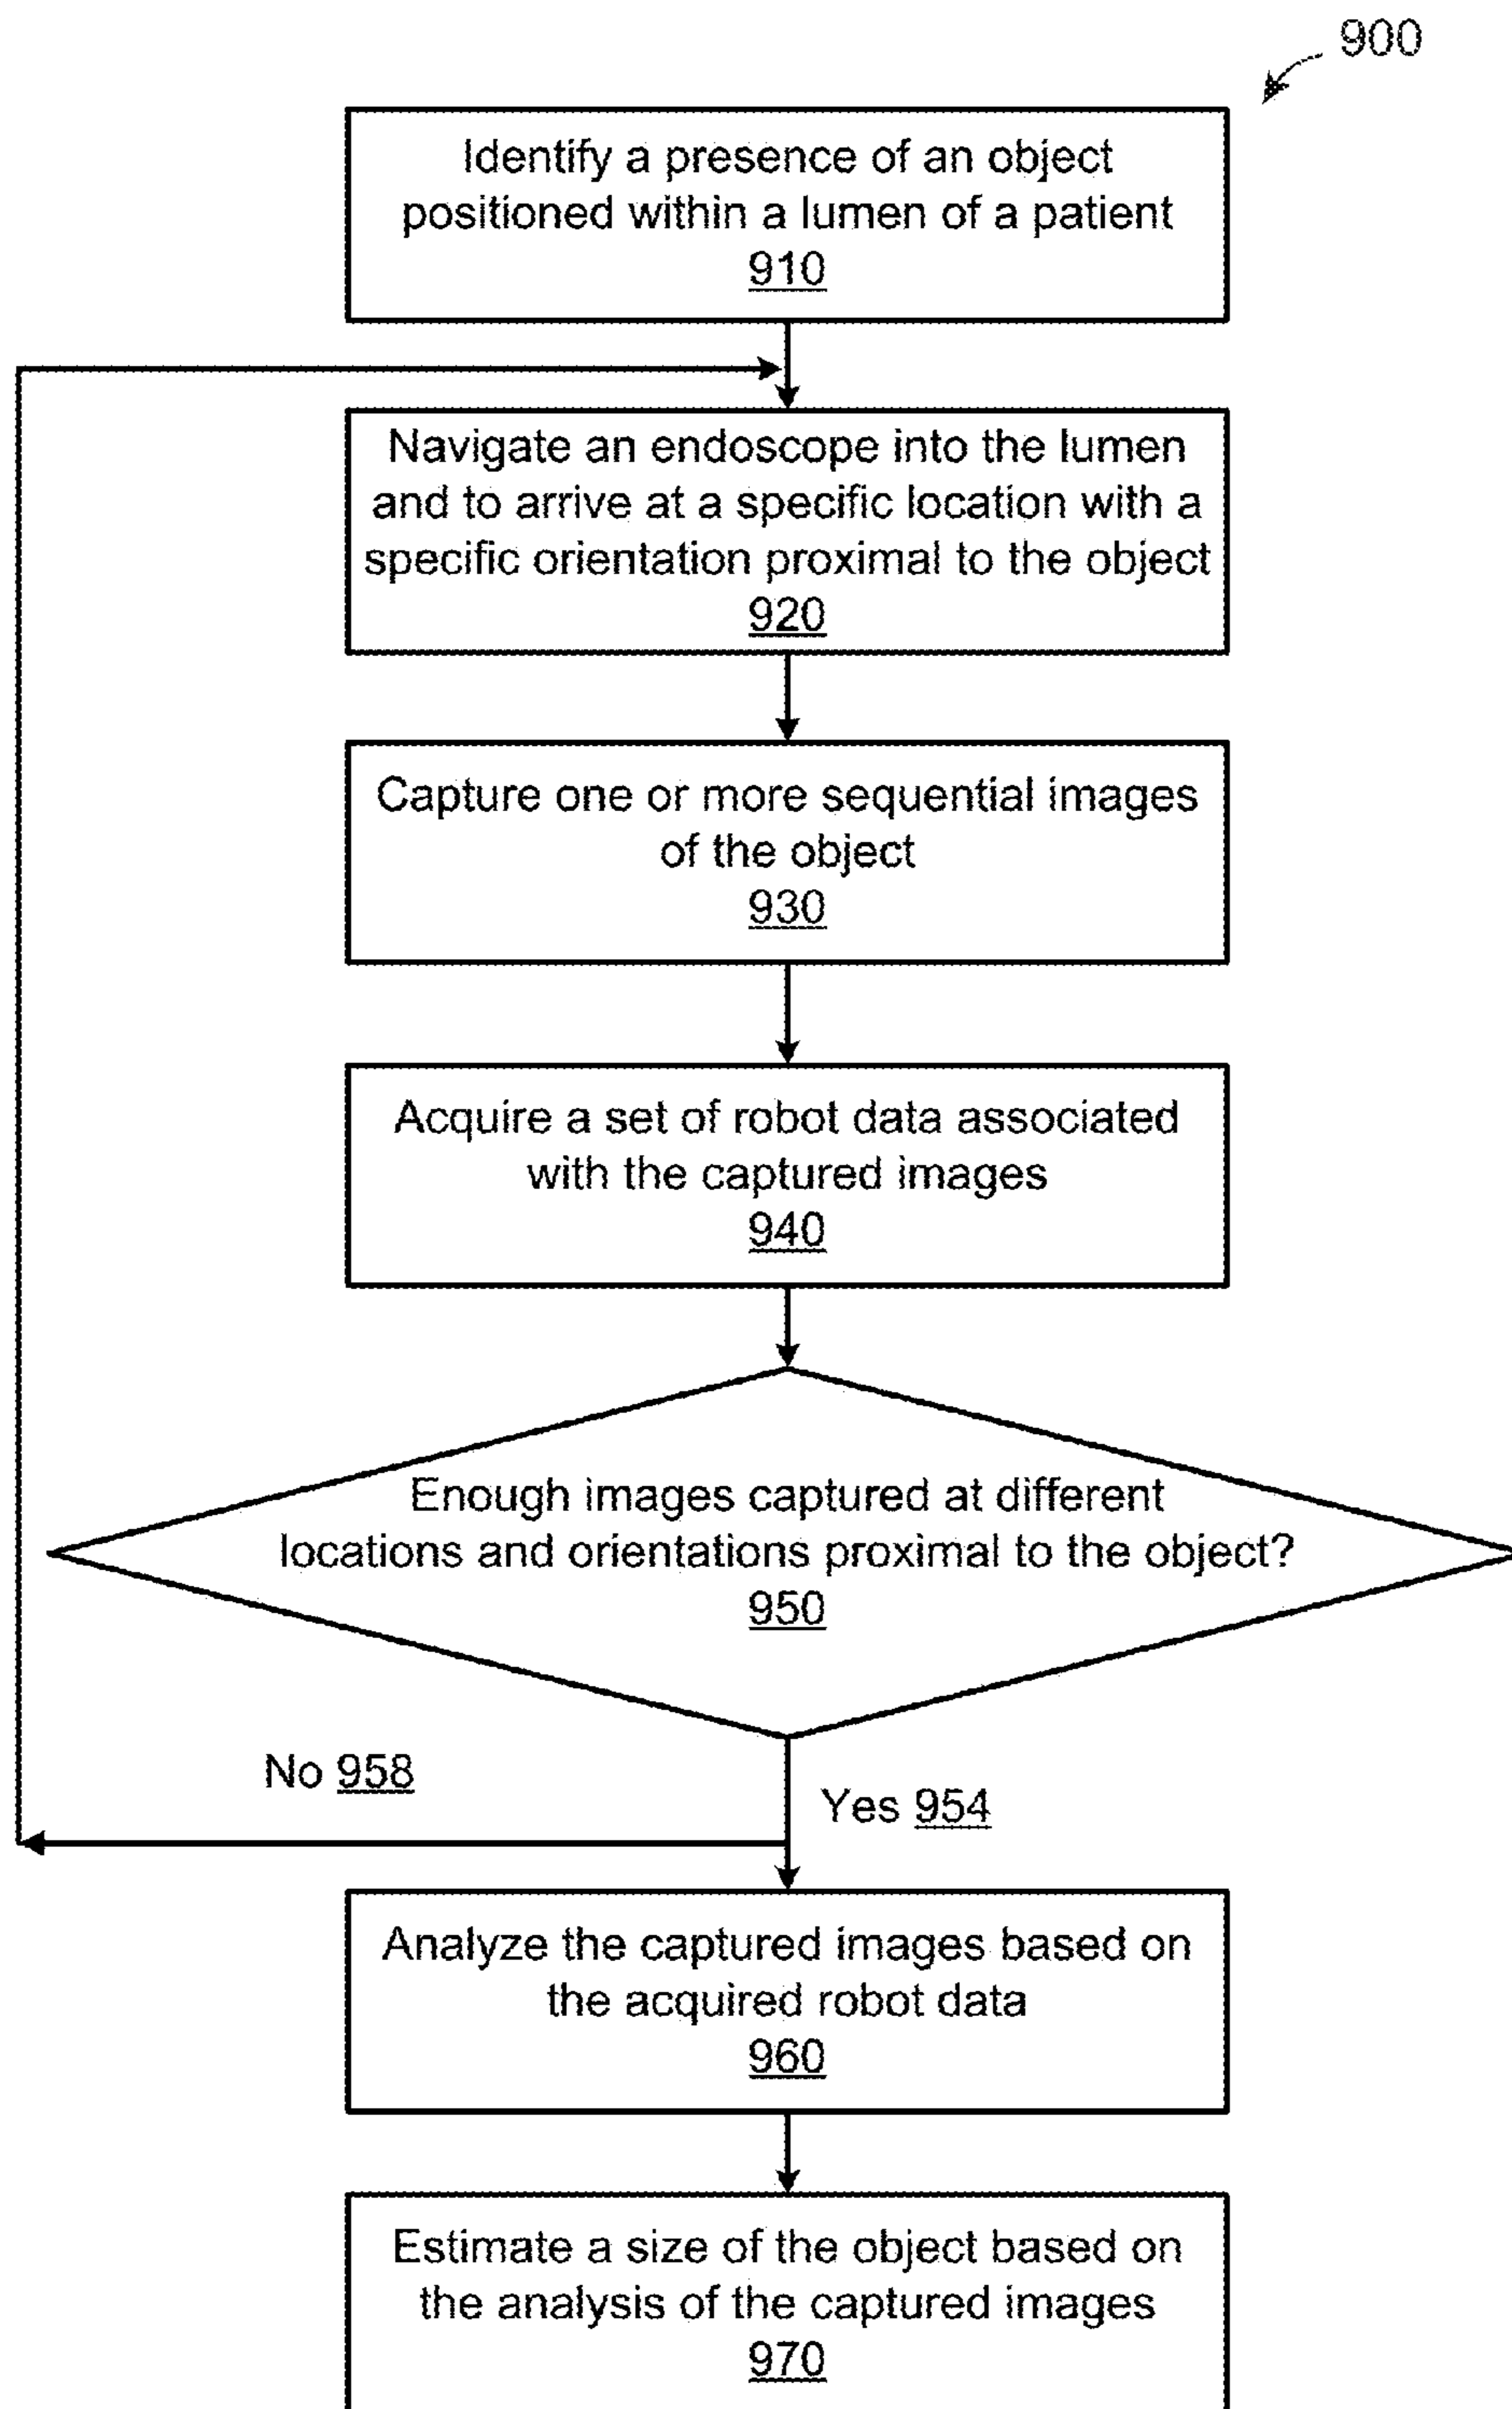 900
Identify a presence of an object
positioned within a lumen of a patient
910
Navigate an endoscope into the lumen
and to arrive at a specific location with a
specific orientation proximal to the object
920
Capture one or more sequential images
of the object
930
Acquire a set of robot data associated
with the captured images
940
Enough images captured at different
locations and orientations proximal to the object?
950
No 958
Yes 954
Analyze the captured images based on
the acquired robot data
960
Estimate a size of the object based on
the analysis of the captured images
970